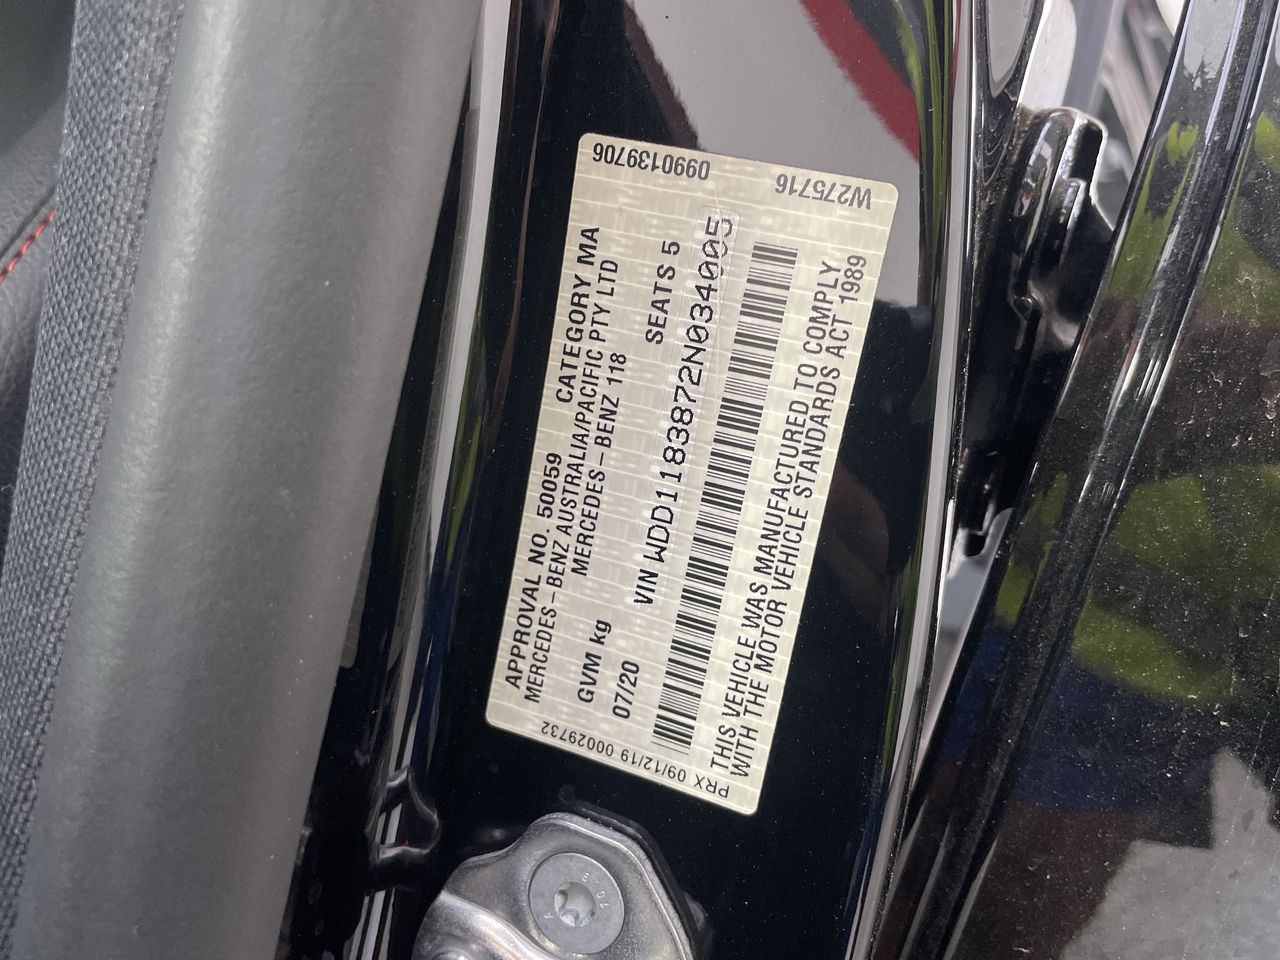 APPROVAL NO. 50059 CATEGORY MA
MERCEDES-BENZ AUSTRALIA/PACIFIC PTY LTD
MERCEDES-BENZ 118
GVM kg
07/20 SEATS 5
VIN WDD1183872N034005
THIS VEHICLE WAS MANUFACTURED TO COMPLY
WITH THE MOTOR VEHICLE STANDARDS ACT 1989
PRX 09/12/19 00029732
0990139706 W275716